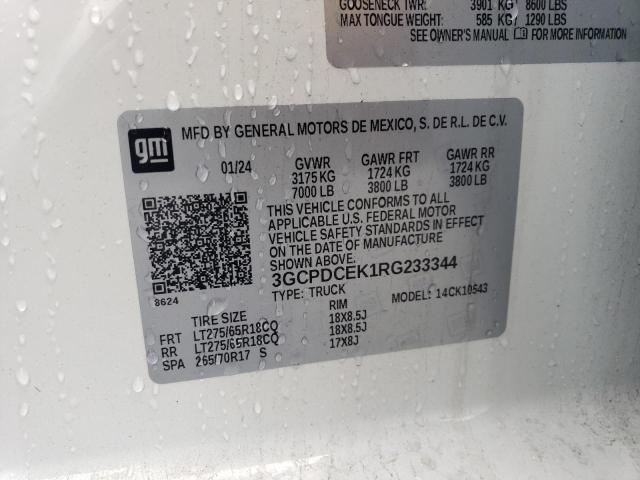 GOOSENECK TWR: 3901 KG 8600 LBS
MAX TONGUE WEIGHT: 585 KG 1290 LBS
SEE OWNER'S MANUAL FOR MORE INFORMATION
gm
MFD BY GENERAL MOTORS DE MEXICO, S. DE R.L. DE C.V.
01/24 GVWR GAWR FRT GAWR RR
3175 KG 1724 KG 1724 KG
7000 LB 3800 LB 3800 LB
THIS VEHICLE CONFORMS TO ALL
APPLICABLE U.S. FEDERAL MOTOR
VEHICLE SAFETY STANDARDS IN EFFECT
ON THE DATE OF MANUFACTURE
3GCPDCEK1RG233344
8624
TYPE: TRUCK MODEL: 14CK10543
TIRE SIZE RIM
FRT LT275/65R18CQ 18X8.5J
RR LT275/65R18CQ 18X8.5J
SPA 265/70R17 S 17X8J